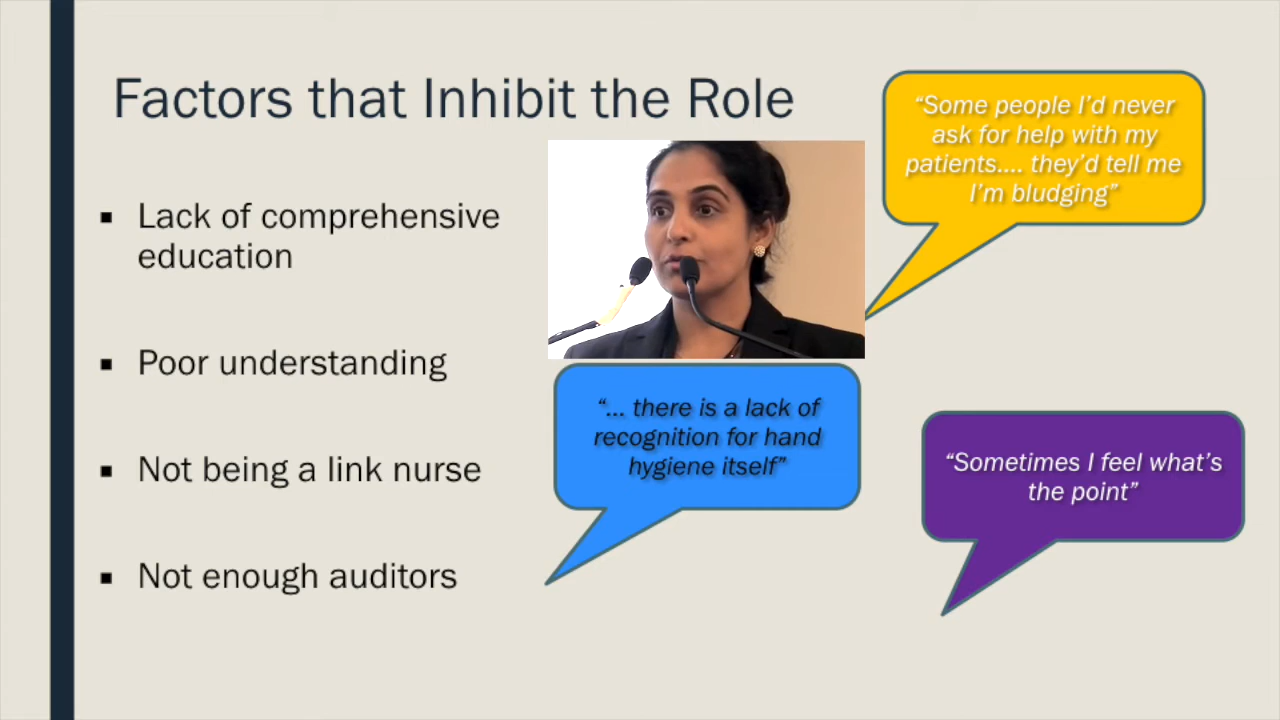 Factors that Inhibit the Role
Lack of comprehensive
education
Poor understanding
Not being a link nurse
Not enough auditors
“Some people I’d never
ask for help with my
patients.... they’d tell me
I’m bludging”
“... there is a lack of
recognition for hand
hygiene itself”
“Sometimes I feel what’s
the point”